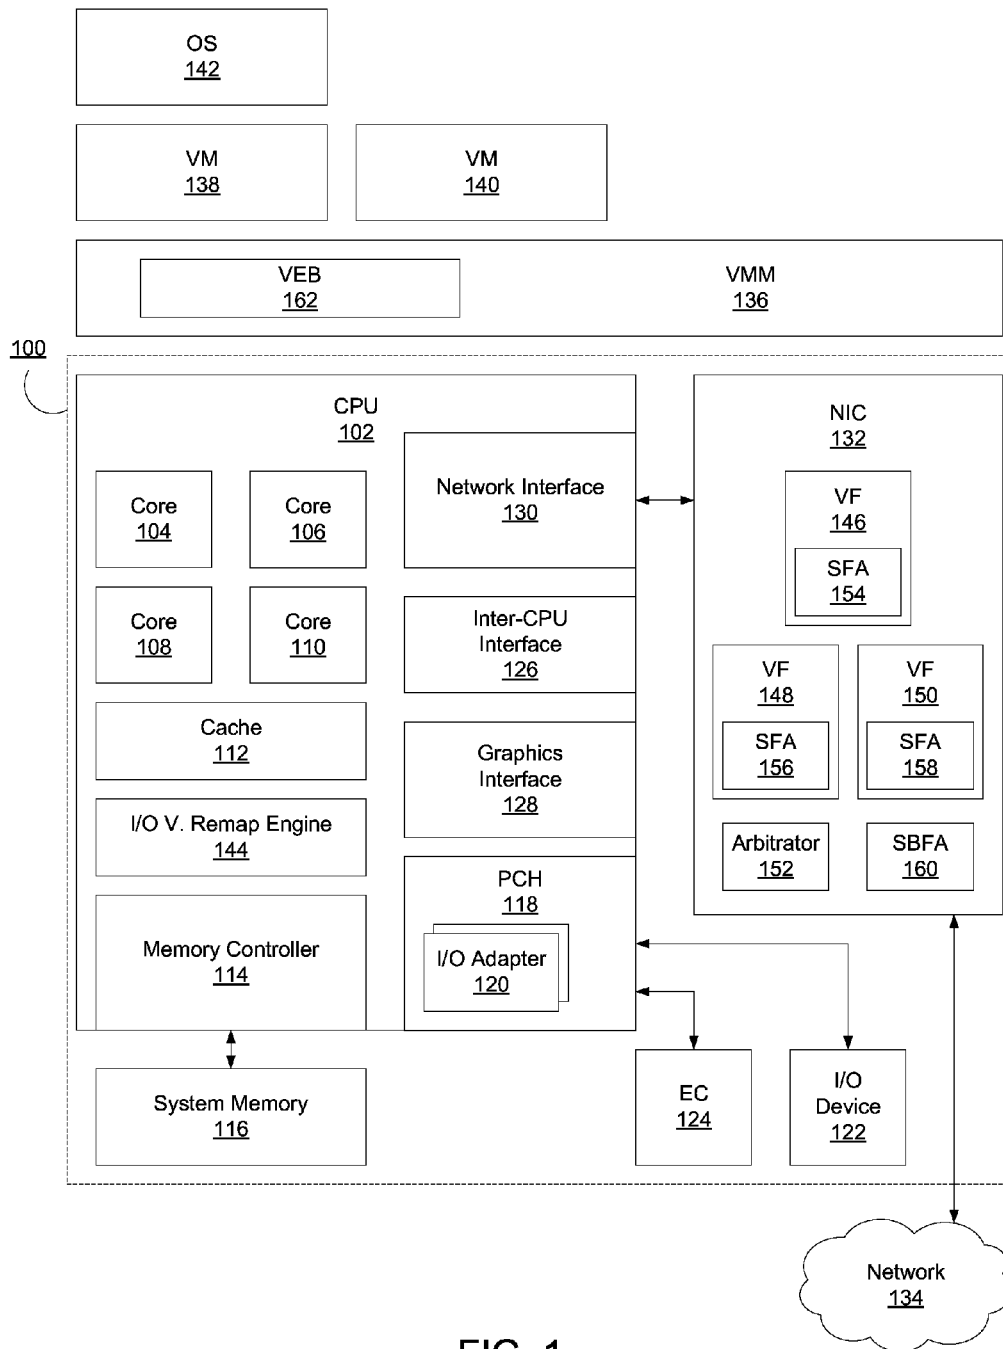 OS
142
VM
138
VM
140
VEB
162
VMM
136
100
CPU
102
Core
104
Core
106
Core
108
Core
110
Cache
112
I/O V. Remap Engine
144
Memory Controller
114
Network Interface
130
Inter-CPU
Interface
126
Graphics
Interface
128
PCH
118
I/O Adapter
120
NIC
132
VF
146
SFA
154
VF
148
SFA
156
VF
150
SFA
158
Arbitrator
152
SBFA
160
System Memory
116
EC
124
I/O
Device
122
Network
134
FIG. 1